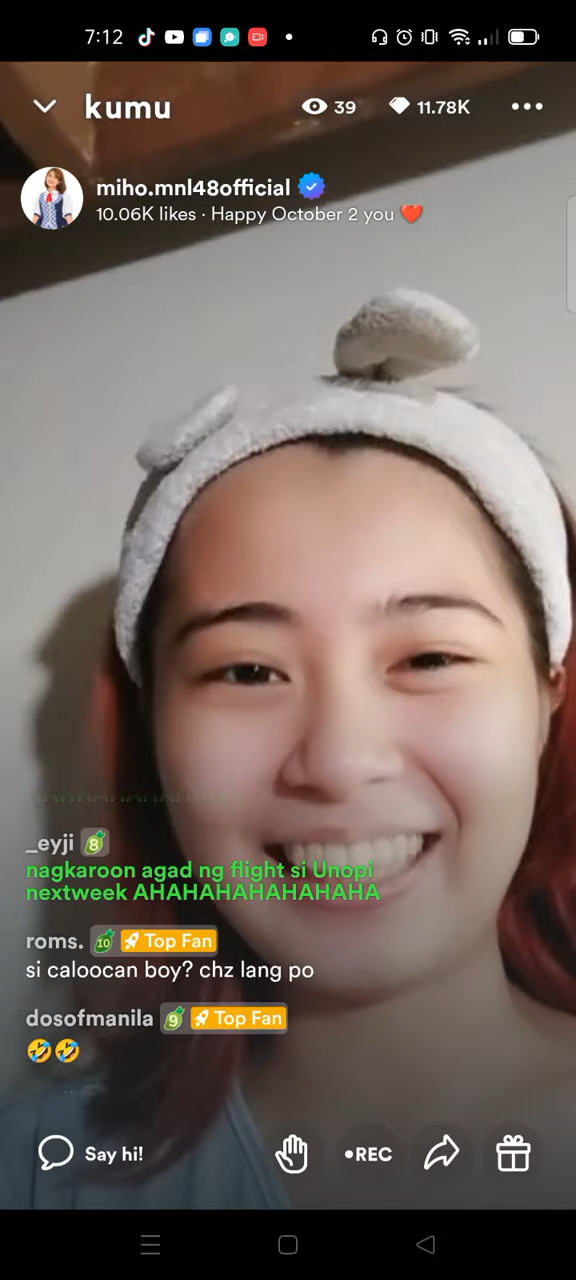 7:12
kumu
39
11.78K
miho.mnl48official
10.06K likes · Happy October 2 you ❤️
_eyji 8
nagkaroon agad ng flight si Unopi
nextweek AHAHAHAHAHAHAHA
roms. 10 Top Fan
si caloocan boy? chz lang po
dosofmanila 9 Top Fan
🤣🤣
Say hi!
•REC